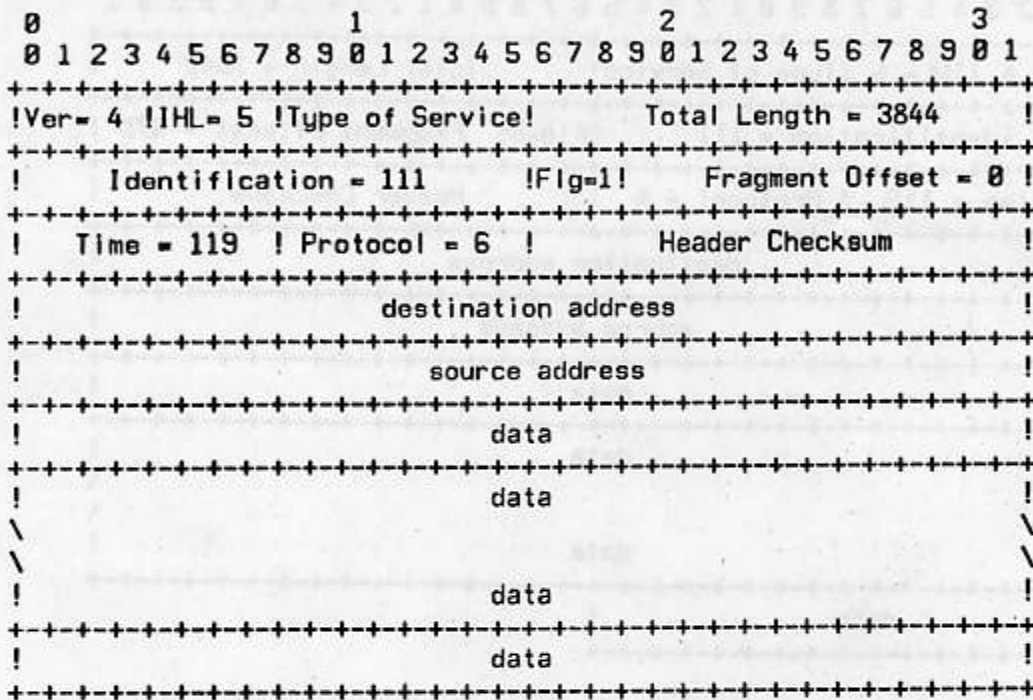 0                   1                   2                   3
0 1 2 3 4 5 6 7 8 9 0 1 2 3 4 5 6 7 8 9 0 1 2 3 4 5 6 7 8 9 0 1
+-+-+-+-+-+-+-+-+-+-+-+-+-+-+-+-+-+-+-+-+-+-+-+-+-+-+-+-+-+-+-+-+
!Ver= 4 !IHL= 5 !Type of Service! Total Length = 3844 !
+-+-+-+-+-+-+-+-+-+-+-+-+-+-+-+-+-+-+-+-+-+-+-+-+-+-+-+-+-+-+-+-+
! Identification = 111 !Flg=1! Fragment Offset = 0 !
+-+-+-+-+-+-+-+-+-+-+-+-+-+-+-+-+-+-+-+-+-+-+-+-+-+-+-+-+-+-+-+-+
! Time = 119 ! Protocol = 6 ! Header Checksum !
+-+-+-+-+-+-+-+-+-+-+-+-+-+-+-+-+-+-+-+-+-+-+-+-+-+-+-+-+-+-+-+-+
! destination address !
+-+-+-+-+-+-+-+-+-+-+-+-+-+-+-+-+-+-+-+-+-+-+-+-+-+-+-+-+-+-+-+-+
! source address !
+-+-+-+-+-+-+-+-+-+-+-+-+-+-+-+-+-+-+-+-+-+-+-+-+-+-+-+-+-+-+-+-+
! data !
+-+-+-+-+-+-+-+-+-+-+-+-+-+-+-+-+-+-+-+-+-+-+-+-+-+-+-+-+-+-+-+-+
! data !
\ \
\ \
! data !
+-+-+-+-+-+-+-+-+-+-+-+-+-+-+-+-+-+-+-+-+-+-+-+-+-+-+-+-+-+-+-+-+
! data !
+-+-+-+-+-+-+-+-+-+-+-+-+-+-+-+-+-+-+-+-+-+-+-+-+-+-+-+-+-+-+-+-+